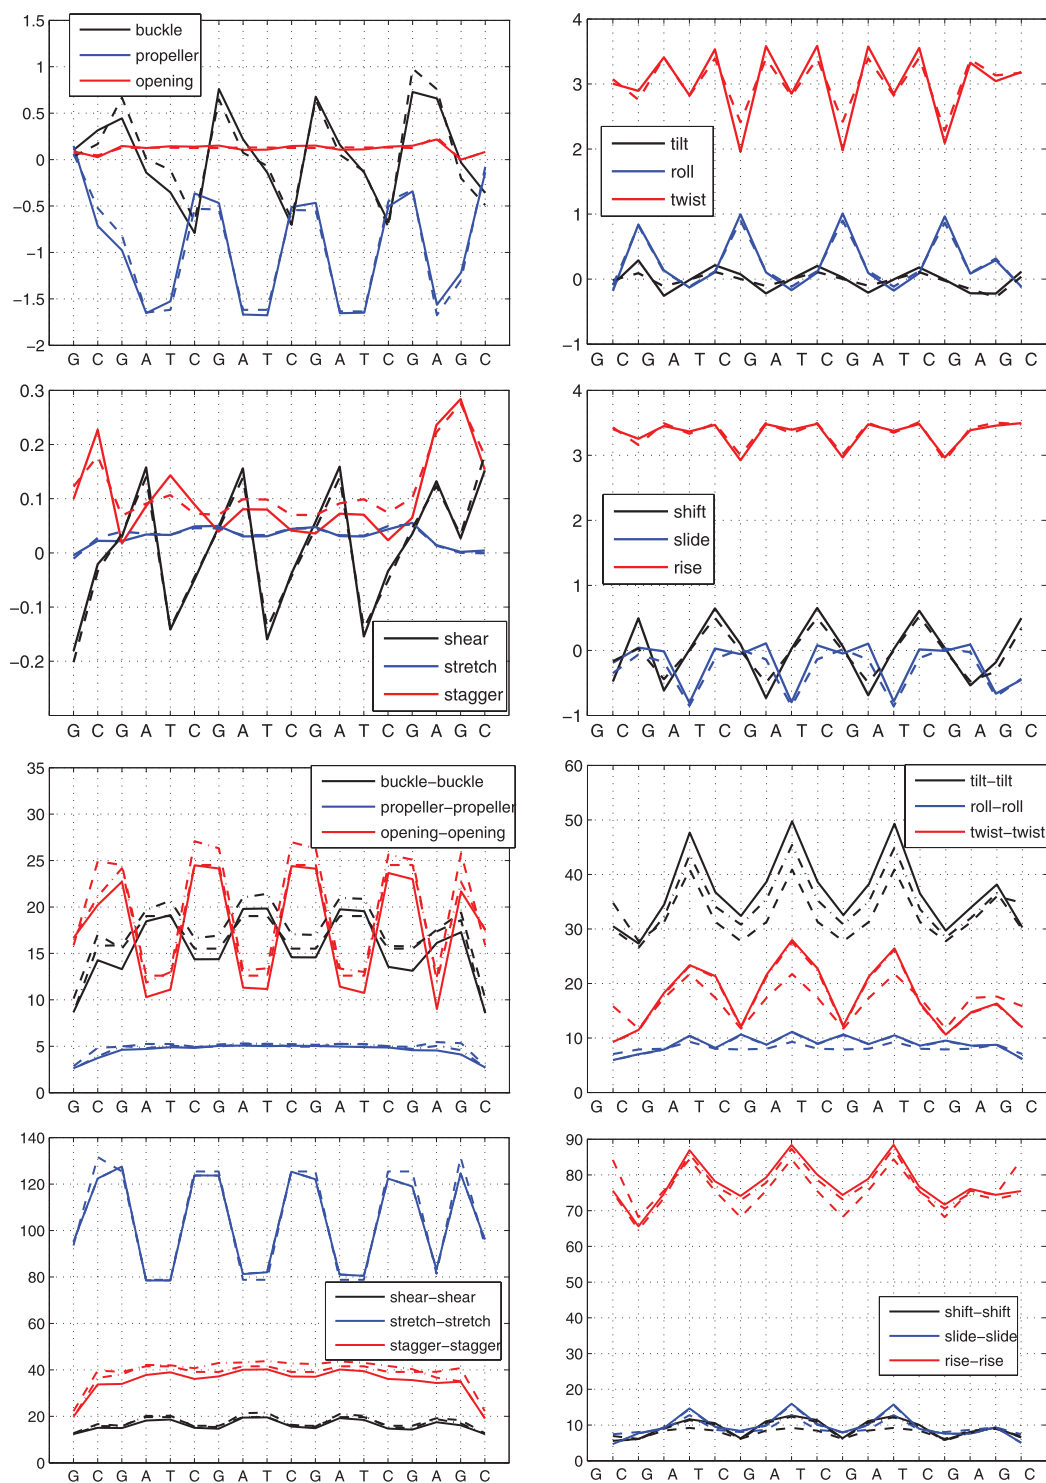 1.5
1
0.5
0
−0.5
−1
−1.5
−2
buckle
propeller
opening
G C G A T C G A T C G A T C G A G C
4
3
2
1
0
−1
tilt
roll
twist
G C G A T C G A T C G A T C G A G C
0.3
0.2
0.1
0
−0.1
−0.2
shear
stretch
stagger
G C G A T C G A T C G A T C G A G C
4
3
2
1
0
−1
shift
slide
rise
G C G A T C G A T C G A T C G A G C
35
30
25
20
15
10
5
0
buckle−buckle
propeller−propeller
opening−opening
G C G A T C G A T C G A T C G A G C
60
50
40
30
20
10
0
tilt−tilt
roll−roll
twist−twist
G C G A T C G A T C G A T C G A G C
140
120
100
80
60
40
20
0
shear−shear
stretch−stretch
stagger−stagger
G C G A T C G A T C G A T C G A G C
90
80
70
60
50
40
30
20
10
0
shift−shift
slide−slide
rise−rise
G C G A T C G A T C G A T C G A G C